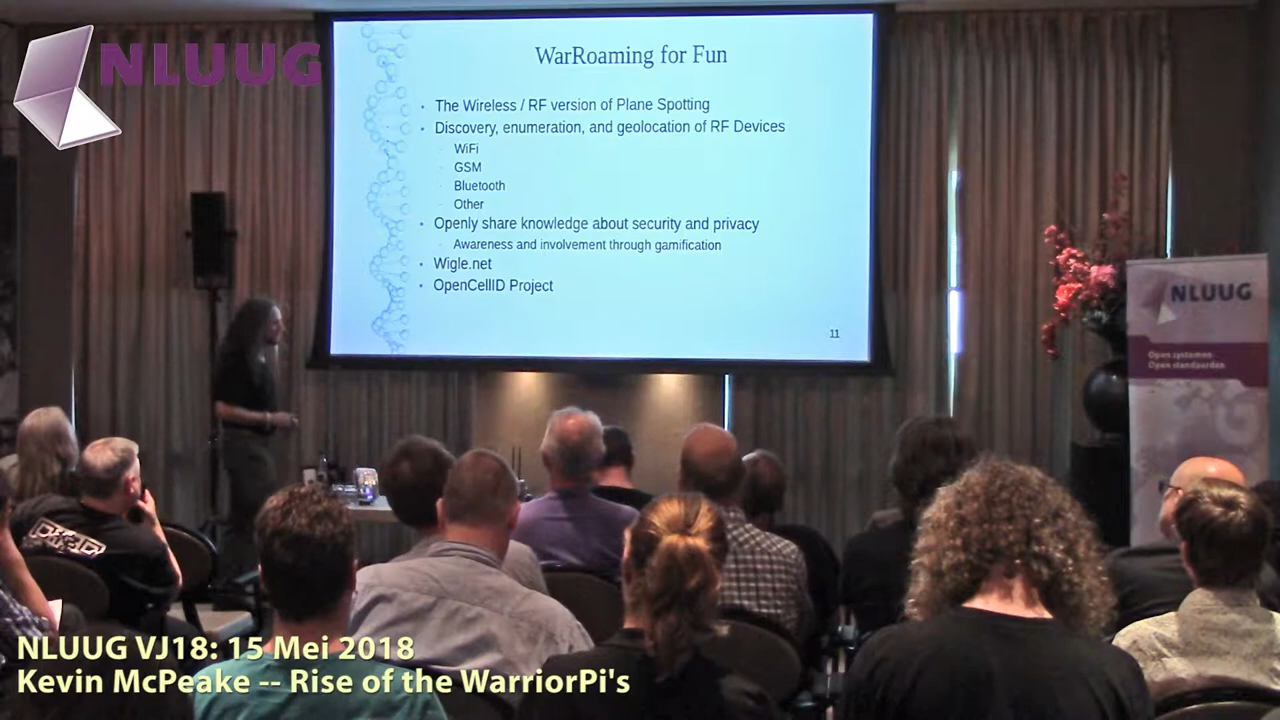 NLUUG
WarRoaming for Fun
The Wireless / RF version of Plane Spotting
Discovery, enumeration, and geolocation of RF Devices
WiFi
GSM
Bluetooth
Other
Openly share knowledge about security and privacy
Awareness and involvement through gamification
Wigle.net
OpenCellID Project
11
NLUUG
Open systemen
Open standaarden
NLUUG VJ18: 15 Mei 2018
Kevin McPeake -- Rise of the WarriorPi's